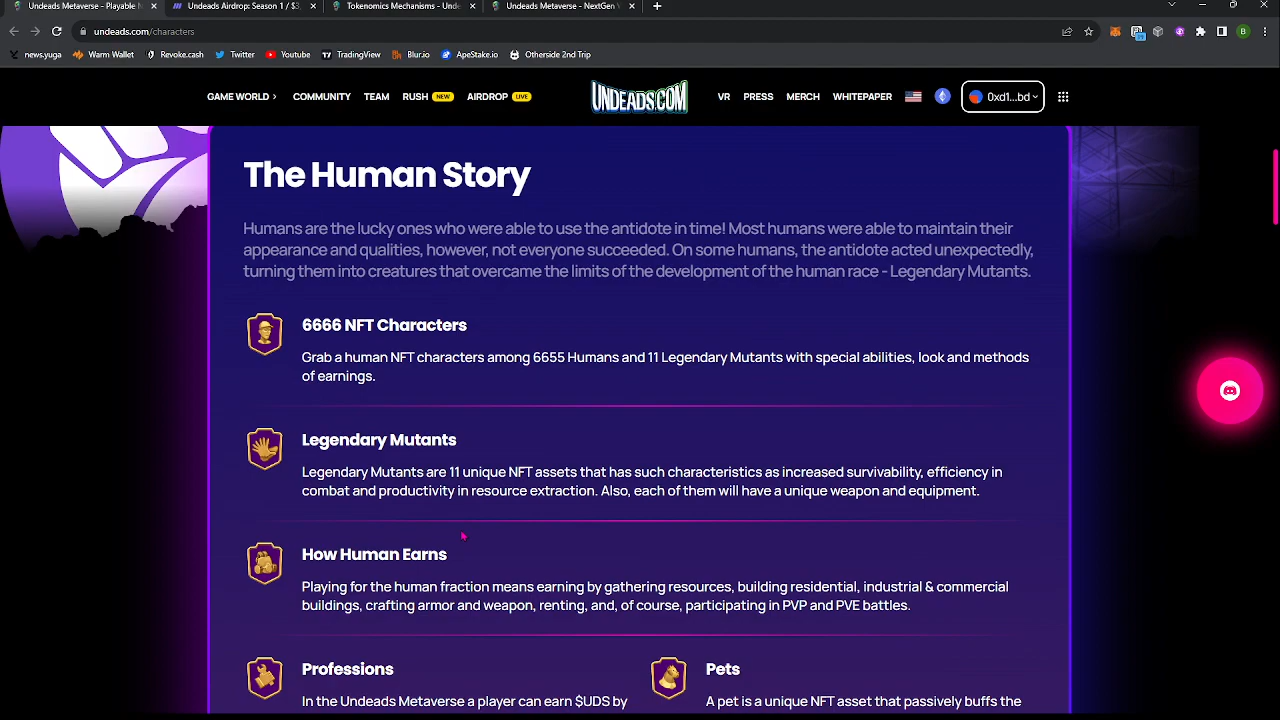 Undeads Metaverse - Playable N
Undeads Airdrop: Season 1 / $3
Tokenomics Mechanisms - Unde
Undeads Metaverse - NextGen V
undeads.com/characters
news.yuga
Warm Wallet
Revoke.cash
Twitter
YouTube
TradingView
Blur.io
ApeStake.io
Otherside 2nd Trip
B
GAME WORLD
COMMUNITY
TEAM
RUSH NEW
AIRDROP LIVE
UNDEADS.COM
VR
PRESS
MERCH
WHITEPAPER
0xd1...bd
The Human Story
Humans are the lucky ones who were able to use the antidote in time! Most humans were able to maintain their
appearance and qualities, however, not everyone succeeded. On some humans, the antidote acted unexpectedly,
turning them into creatures that overcame the limits of the development of the human race - Legendary Mutants.
6666 NFT Characters
Grab a human NFT characters among 6655 Humans and 11 Legendary Mutants with special abilities, look and methods
of earnings.
Legendary Mutants
Legendary Mutants are 11 unique NFT assets that has such characteristics as increased survivability, efficiency in
combat and productivity in resource extraction. Also, each of them will have a unique weapon and equipment.
How Human Earns
Playing for the human fraction means earning by gathering resources, building residential, industrial & commercial
buildings, crafting armor and weapon, renting, and, of course, participating in PVP and PVE battles.
Professions
In the Undeads Metaverse a player can earn $UDS by
Pets
A pet is a unique NFT asset that passively buffs the